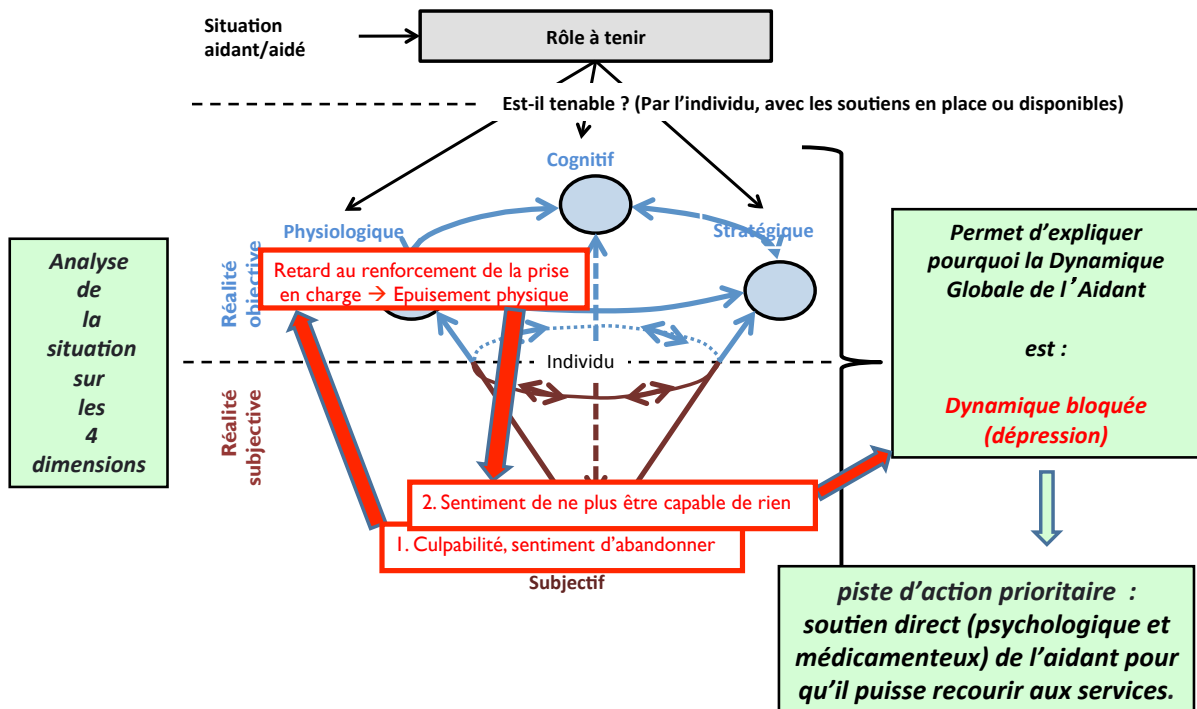 Situation
aidant/aidé
Rôle à tenir
Est-il tenable ? (Par l'individu, avec les soutiens en place ou disponibles)
Cognitif
Physiologique
Stratégique
Réalité
objective
Retard au renforcement de la prise
en charge → Epuisement physique
Individu
Réalité
subjective
2. Sentiment de ne plus être capable de rien
1. Culpabilité, sentiment d'abandonner
Subjectif
Analyse
de
la
situation
sur
les
4
dimensions
Permet d'expliquer
pourquoi la Dynamique
Globale de l'Aidant
est :
Dynamique bloquée
(dépression)
piste d'action prioritaire :
soutien direct (psychologique et
médicamenteux) de l'aidant pour
qu'il puisse recourir aux services.